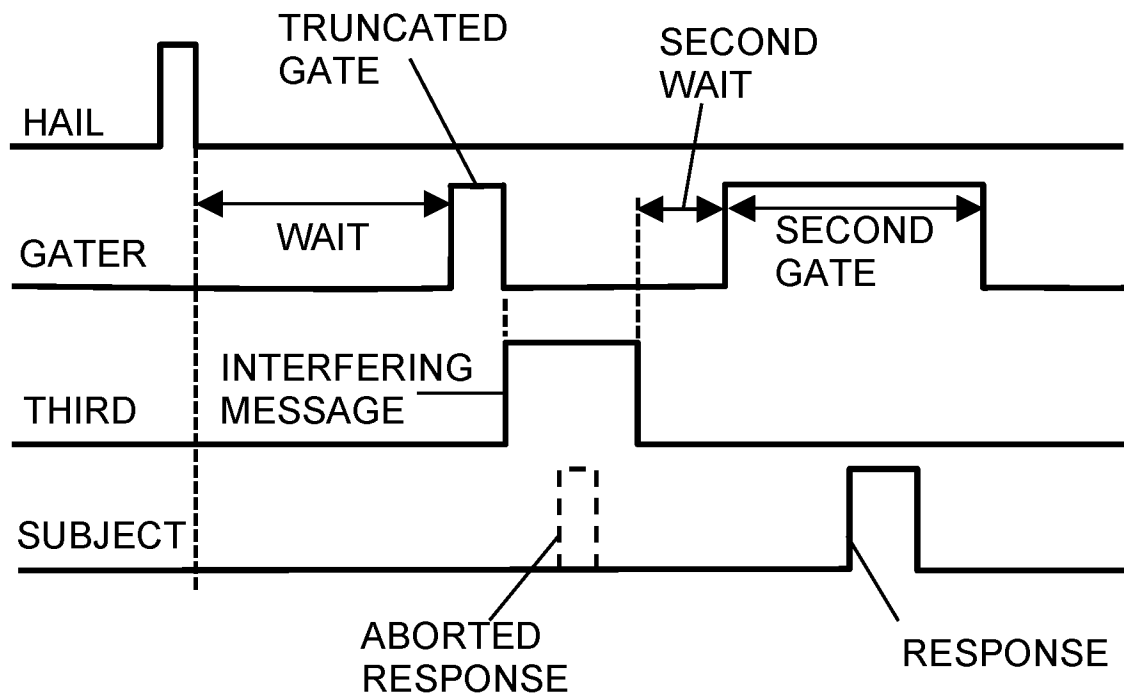 TRUNCATED
GATE
SECOND
WAIT
HAIL
WAIT
SECOND
GATE
GATER
INTERFERING
MESSAGE
THIRD
SUBJECT
ABORTED
RESPONSE
RESPONSE